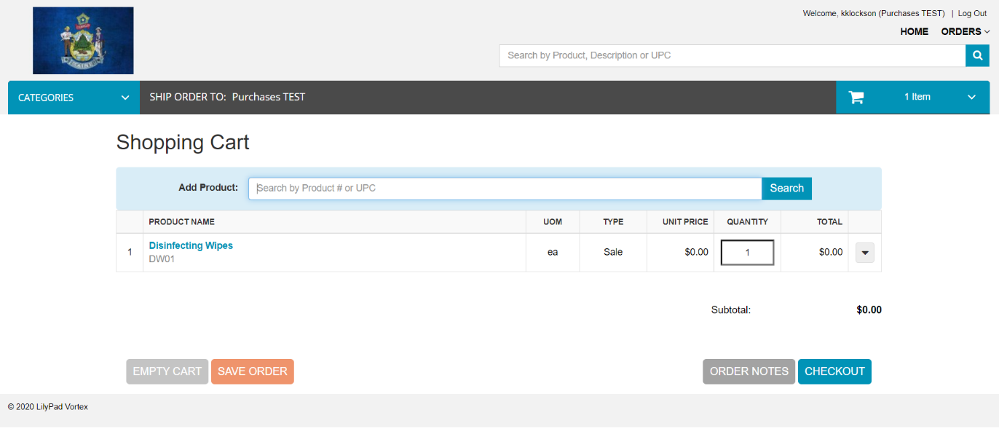 Welcome, kklockson (Purchases TEST) | Log Out
HOME ORDERS
Search by Product, Description or UPC
CATEGORIES SHIP ORDER TO: Purchases TEST 1 Item
Shopping Cart
Add Product: Search by Product # or UPC Search
PRODUCT NAME UOM TYPE UNIT PRICE QUANTITY TOTAL
1 Disinfecting Wipes ea Sale $0.00 1 $0.00
DW01
Subtotal: $0.00
EMPTY CART SAVE ORDER ORDER NOTES CHECKOUT
© 2020 LilyPad Vortex